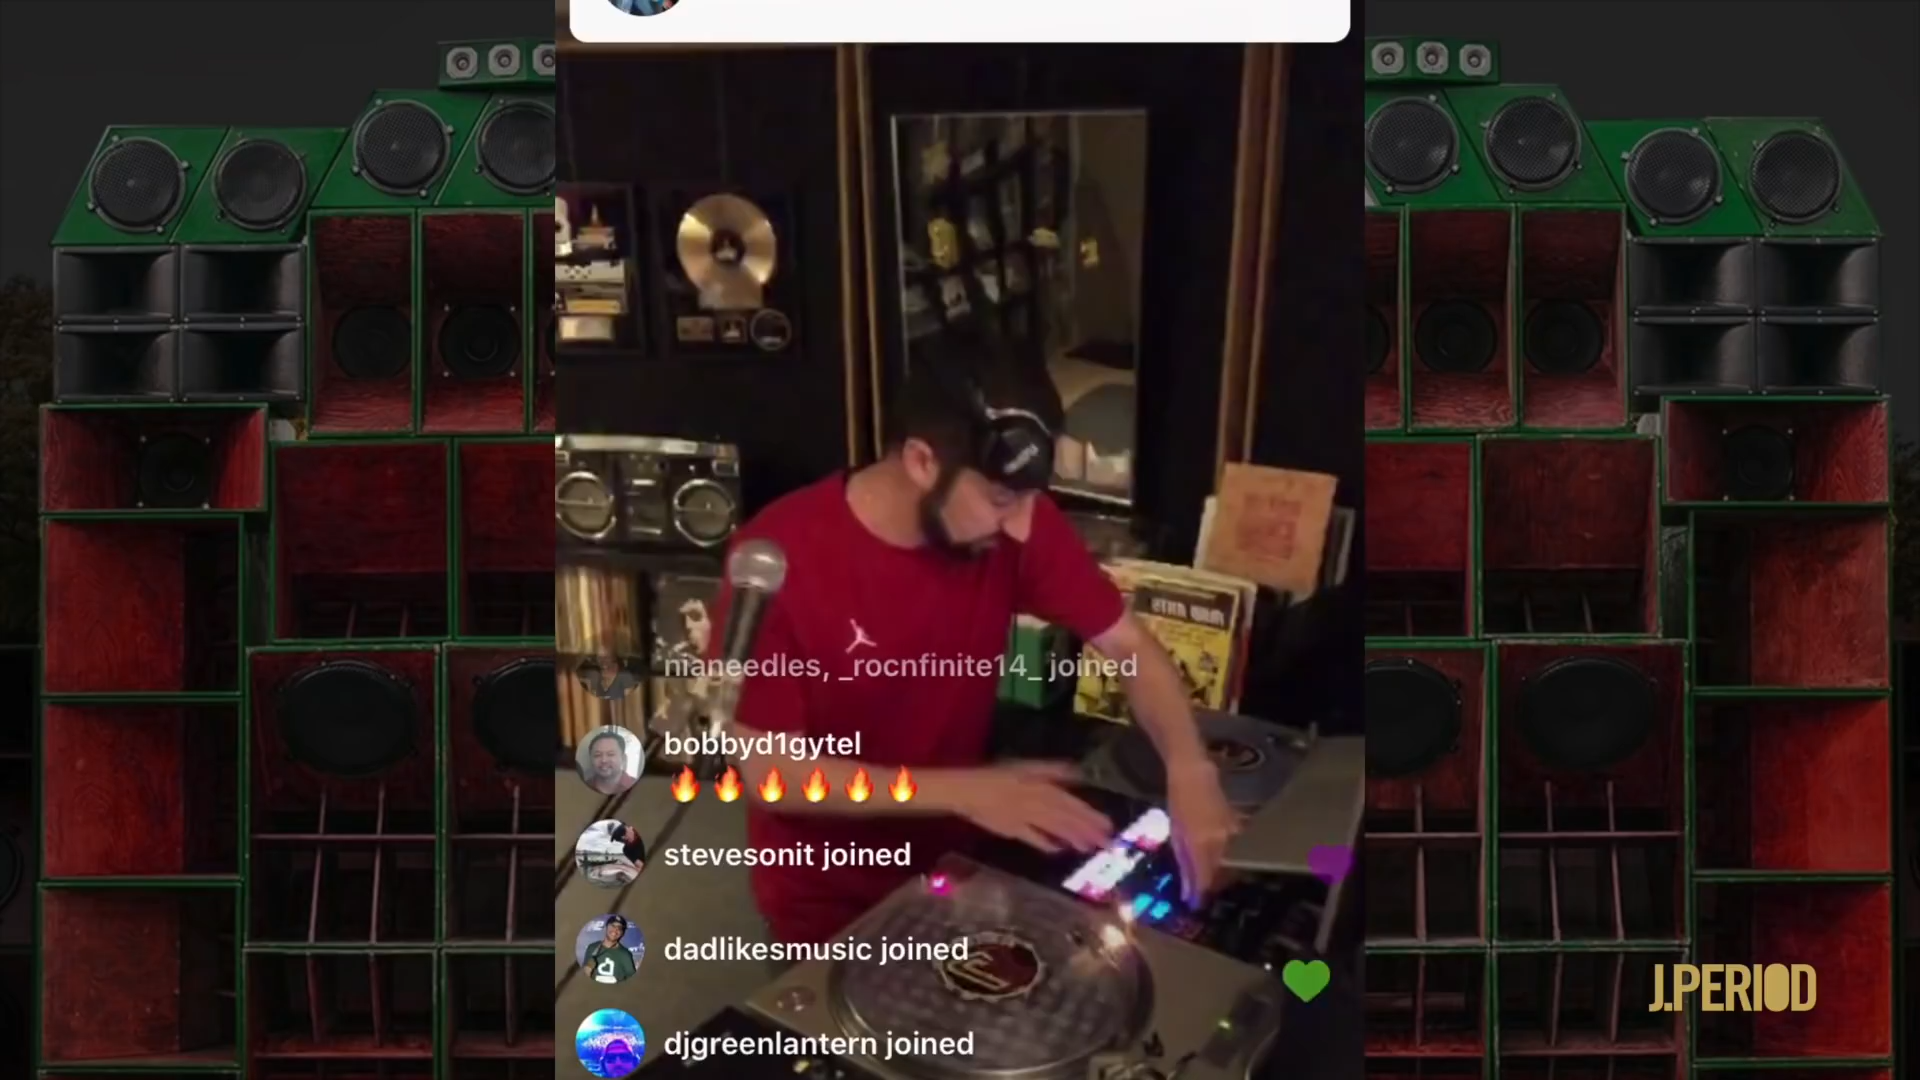 nianeedles, _rocnfinite14_ joined
bobbyd1gytel
🔥🔥🔥🔥🔥🔥
stevesonit joined
dadlikesmusic joined
djgreenlantern joined
J.PERIOD